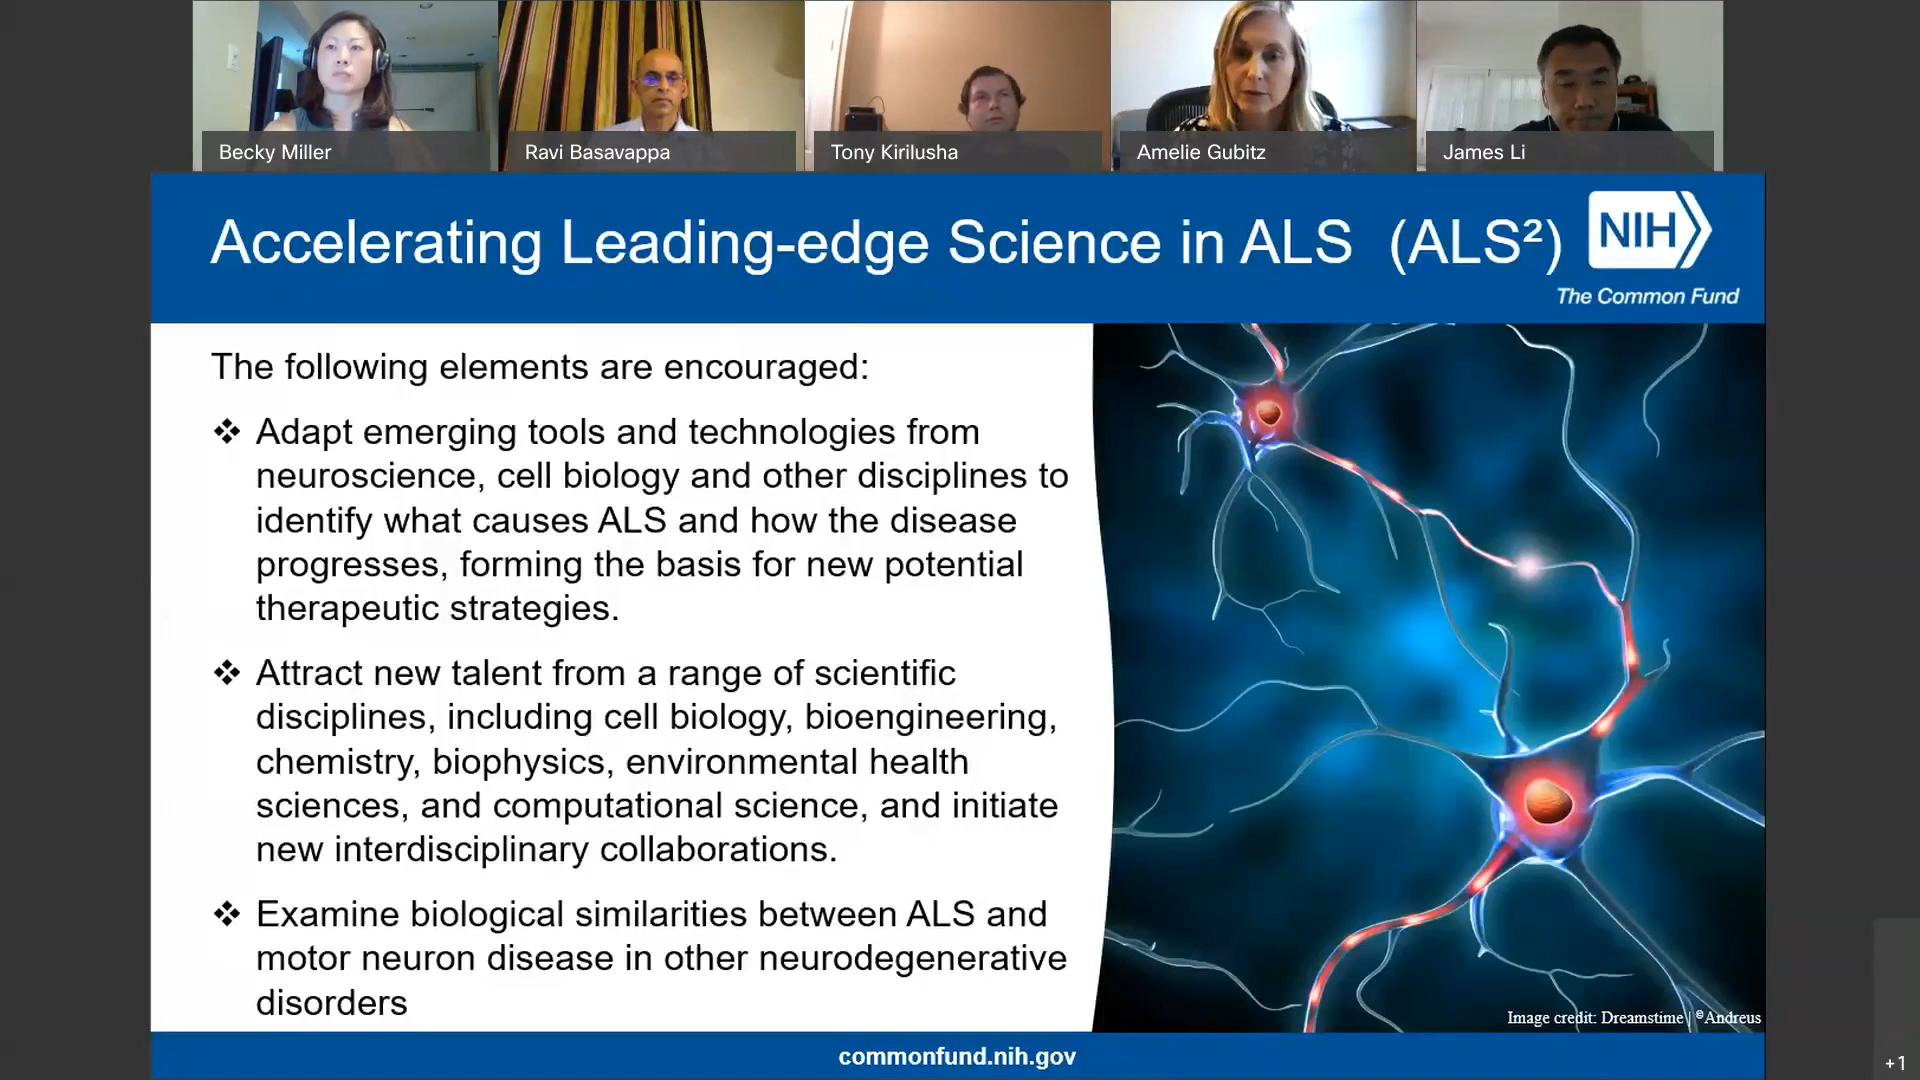 Becky Miller
Ravi Basavappa
Tony Kirilusha
Amelie Gubitz
James Li
Accelerating Leading-edge Science in ALS (ALS²)
NIH
The Common Fund
The following elements are encouraged:
❖ Adapt emerging tools and technologies from
neuroscience, cell biology and other disciplines to
identify what causes ALS and how the disease
progresses, forming the basis for new potential
therapeutic strategies.
❖ Attract new talent from a range of scientific
disciplines, including cell biology, bioengineering,
chemistry, biophysics, environmental health
sciences, and computational science, and initiate
new interdisciplinary collaborations.
❖ Examine biological similarities between ALS and
motor neuron disease in other neurodegenerative
disorders
Image credit: Dreamstime | ©Andreus
commonfund.nih.gov
+1